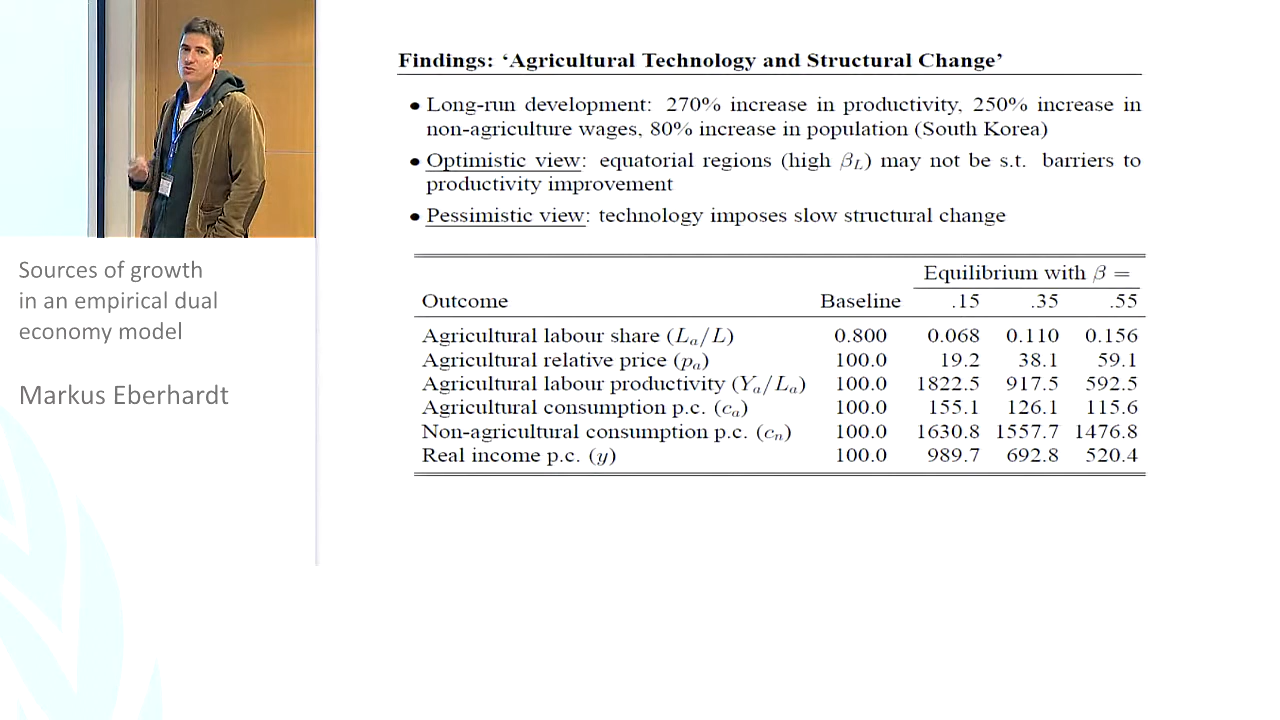 Sources of growth
in an empirical dual
economy model
Markus Eberhardt
Findings: ‘Agricultural Technology and Structural Change’
• Long-run development: 270% increase in productivity, 250% increase in
non-agriculture wages, 80% increase in population (South Korea)
• Optimistic view: equatorial regions (high β_L) may not be s.t. barriers to
productivity improvement
• Pessimistic view: technology imposes slow structural change
Equilibrium with β =
Outcome Baseline .15 .35 .55
Agricultural labour share (L_a/L) 0.800 0.068 0.110 0.156
Agricultural relative price (p_a) 100.0 19.2 38.1 59.1
Agricultural labour productivity (Y_a/L_a) 100.0 1822.5 917.5 592.5
Agricultural consumption p.c. (c_a) 100.0 155.1 126.1 115.6
Non-agricultural consumption p.c. (c_n) 100.0 1630.8 1557.7 1476.8
Real income p.c. (y) 100.0 989.7 692.8 520.4